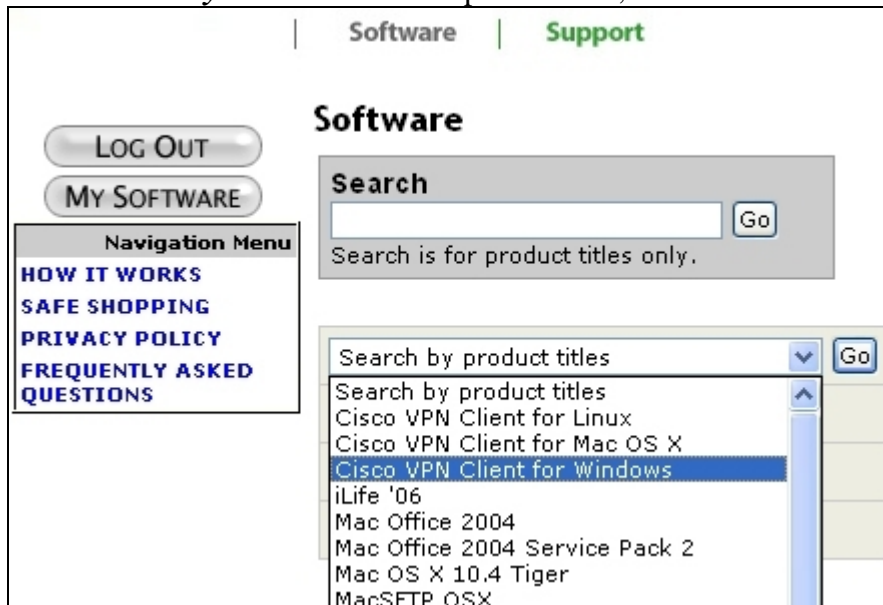 | Software | Support
Software
LOG OUT
MY SOFTWARE
Navigation Menu
HOW IT WORKS
SAFE SHOPPING
PRIVACY POLICY
FREQUENTLY ASKED
QUESTIONS
Search
Go
Search is for product titles only.
Search by product titles
Go
Search by product titles
Cisco VPN Client for Linux
Cisco VPN Client for Mac OS X
Cisco VPN Client for Windows
iLife '06
Mac Office 2004
Mac Office 2004 Service Pack 2
Mac OS X 10.4 Tiger
MacSFTP OSX